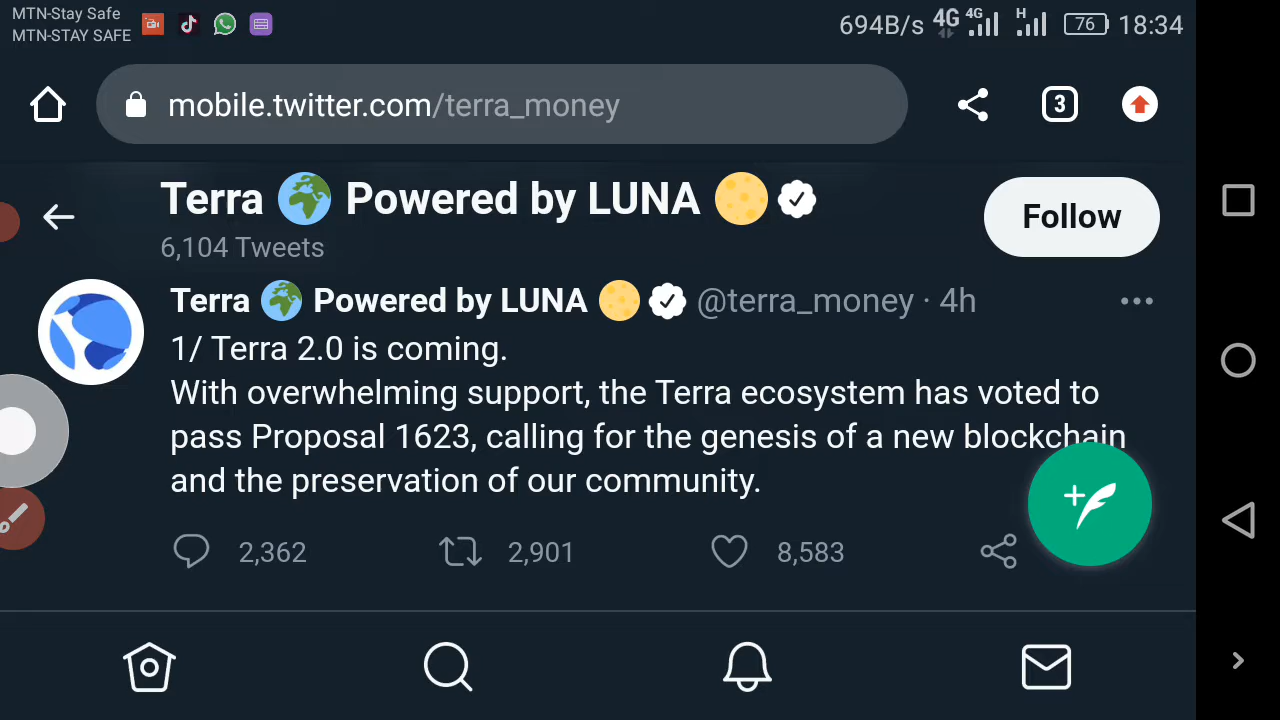 MTN-Stay Safe
MTN-STAY SAFE
694B/s 4G 4G H 76 18:34
mobile.twitter.com/terra_money
3
Terra 🌍 Powered by LUNA 🌕
Follow
6,104 Tweets
Terra 🌍 Powered by LUNA 🌕 @terra_money · 4h
1/ Terra 2.0 is coming.
With overwhelming support, the Terra ecosystem has voted to
pass Proposal 1623, calling for the genesis of a new blockchain
and the preservation of our community.
2,362 2,901 8,583